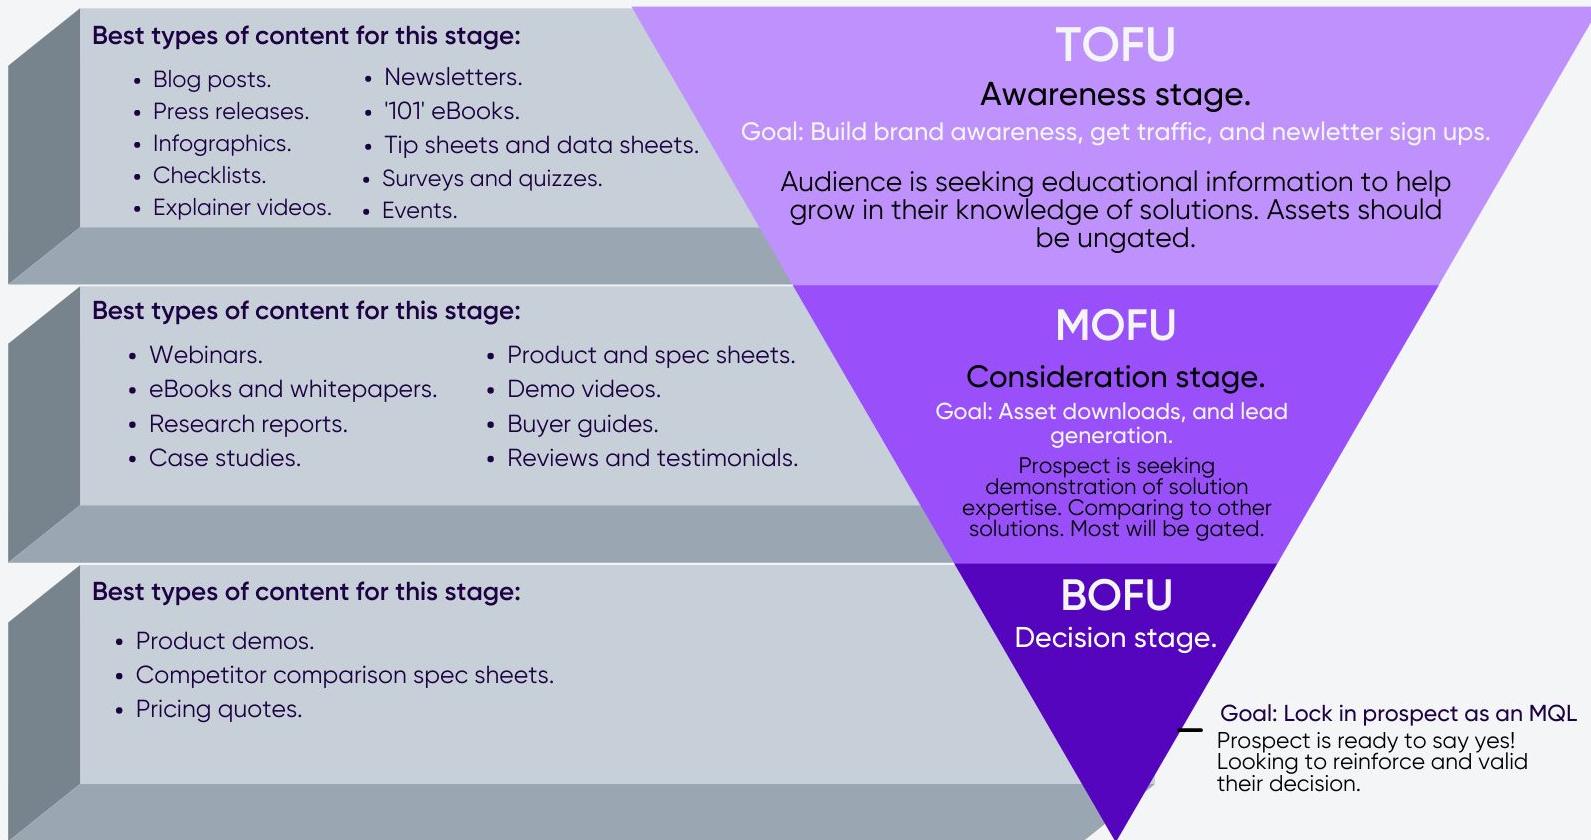 Best types of content for this stage:
• Blog posts.
• Press releases.
• Infographics.
• Checklists.
• Explainer videos.
• Newsletters.
• '101' eBooks.
• Tip sheets and data sheets.
• Surveys and quizzes.
• Events.
TOFU
Awareness stage.
Goal: Build brand awareness, get traffic, and newletter sign ups.
Audience is seeking educational information to help
grow in their knowledge of solutions. Assets should
be ungated.
Best types of content for this stage:
• Webinars.
• eBooks and whitepapers.
• Research reports.
• Case studies.
• Product and spec sheets.
• Demo videos.
• Buyer guides.
• Reviews and testimonials.
MOFU
Consideration stage.
Goal: Asset downloads, and lead
generation.
Prospect is seeking
demonstration of solution
expertise. Comparing to other
solutions. Most will be gated.
Best types of content for this stage:
• Product demos.
• Competitor comparison spec sheets.
• Pricing quotes.
BOFU
Decision stage.
Goal: Lock in prospect as an MQL
Prospect is ready to say yes!
Looking to reinforce and valid
their decision.